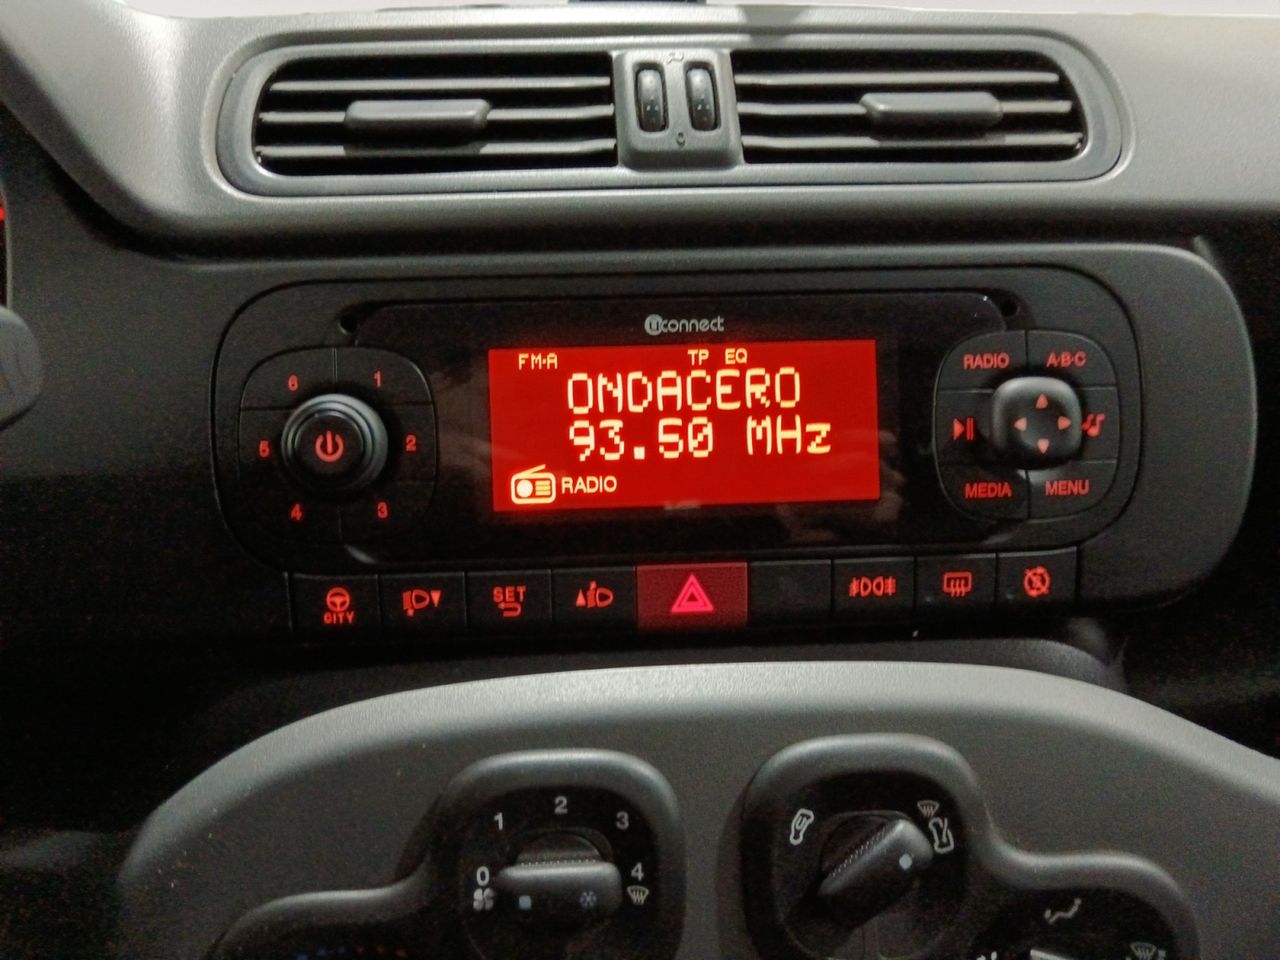 uconnect
FM-A TP EQ
ONDACERO
93.50 MHz
RADIO
6 1
5 2
4 3
RADIO A·B·C
MEDIA MENU
CITY
SET
1 2 3
0 4